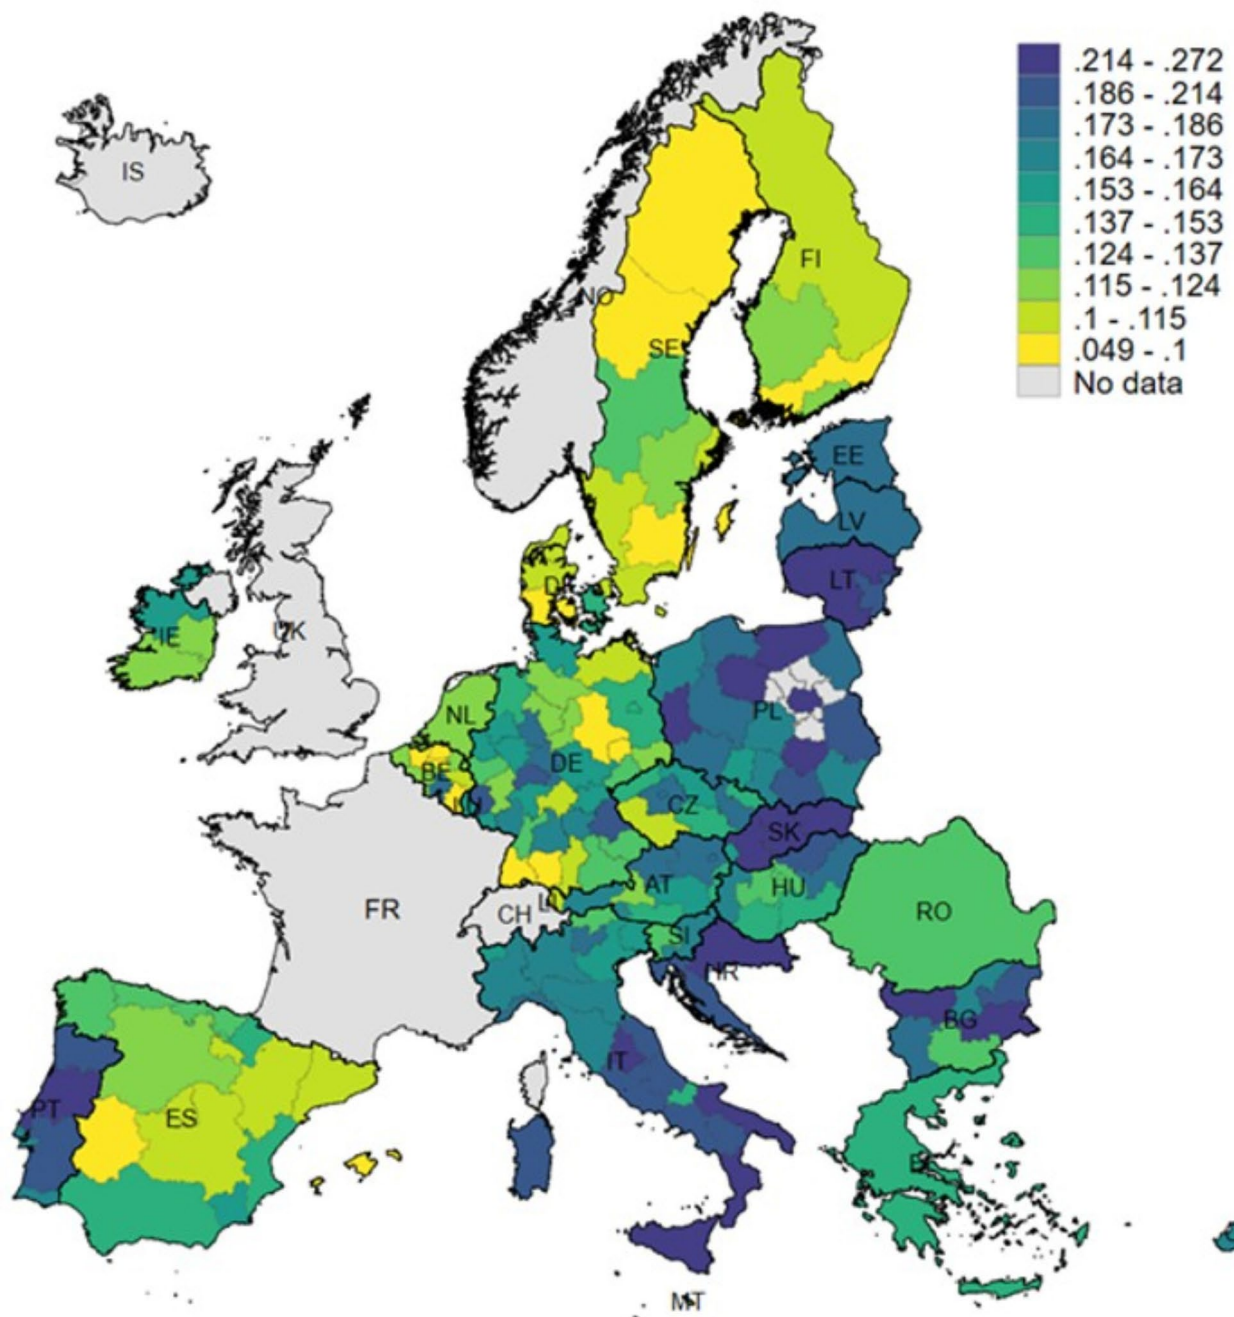 .214 - .272
.186 - .214
.173 - .186
.164 - .173
.153 - .164
.137 - .153
.124 - .137
.115 - .124
.1 - .115
.049 - .1
No data
IS
FI
NO
SE
EE
LV
LT
IE
UK
NL
PL
BE
DE
CZ
SK
AT
HU
FR
CH
RO
SI
HR
BG
IT
PT
ES
MT